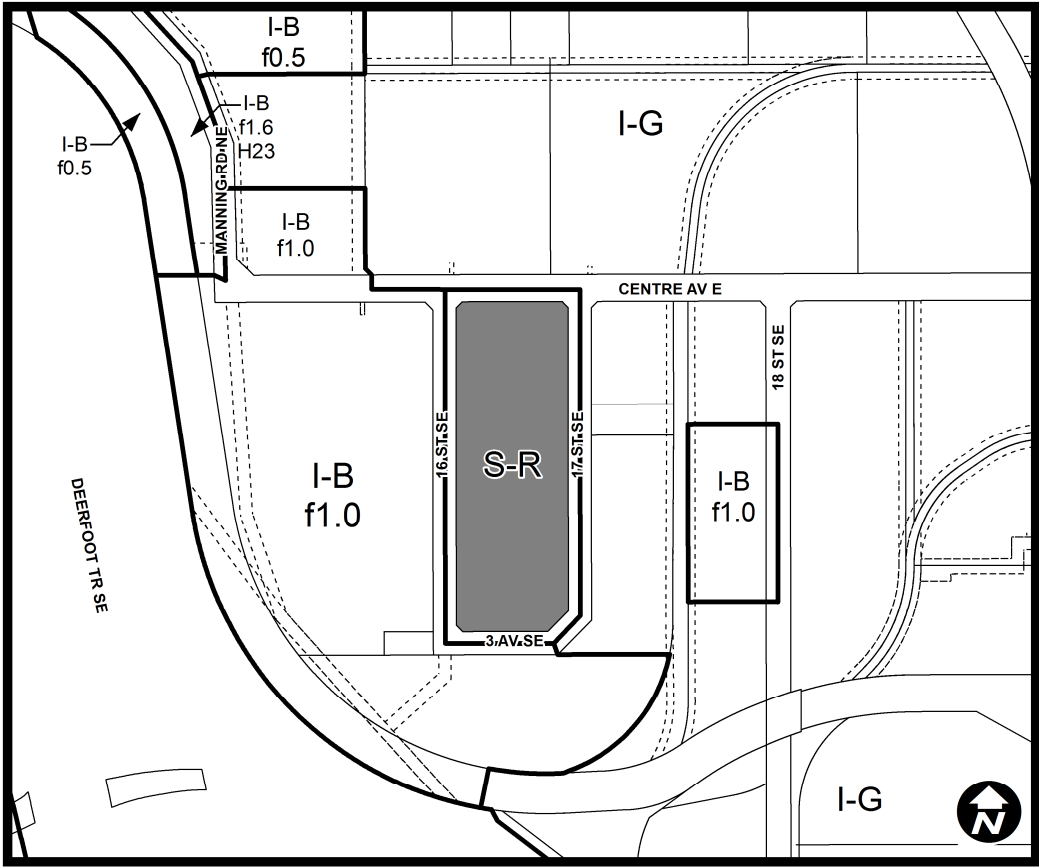 I-B
f0.5
I-B
f1.6
H23
I-B
f0.5
I-G
MANNING RD NE
I-B
f1.0
CENTRE AV E
18 ST SE
16 ST SE
S-R
17 ST SE
I-B
f1.0
I-B
f1.0
DEERFOOT TR SE
3 AV SE
I-G
N